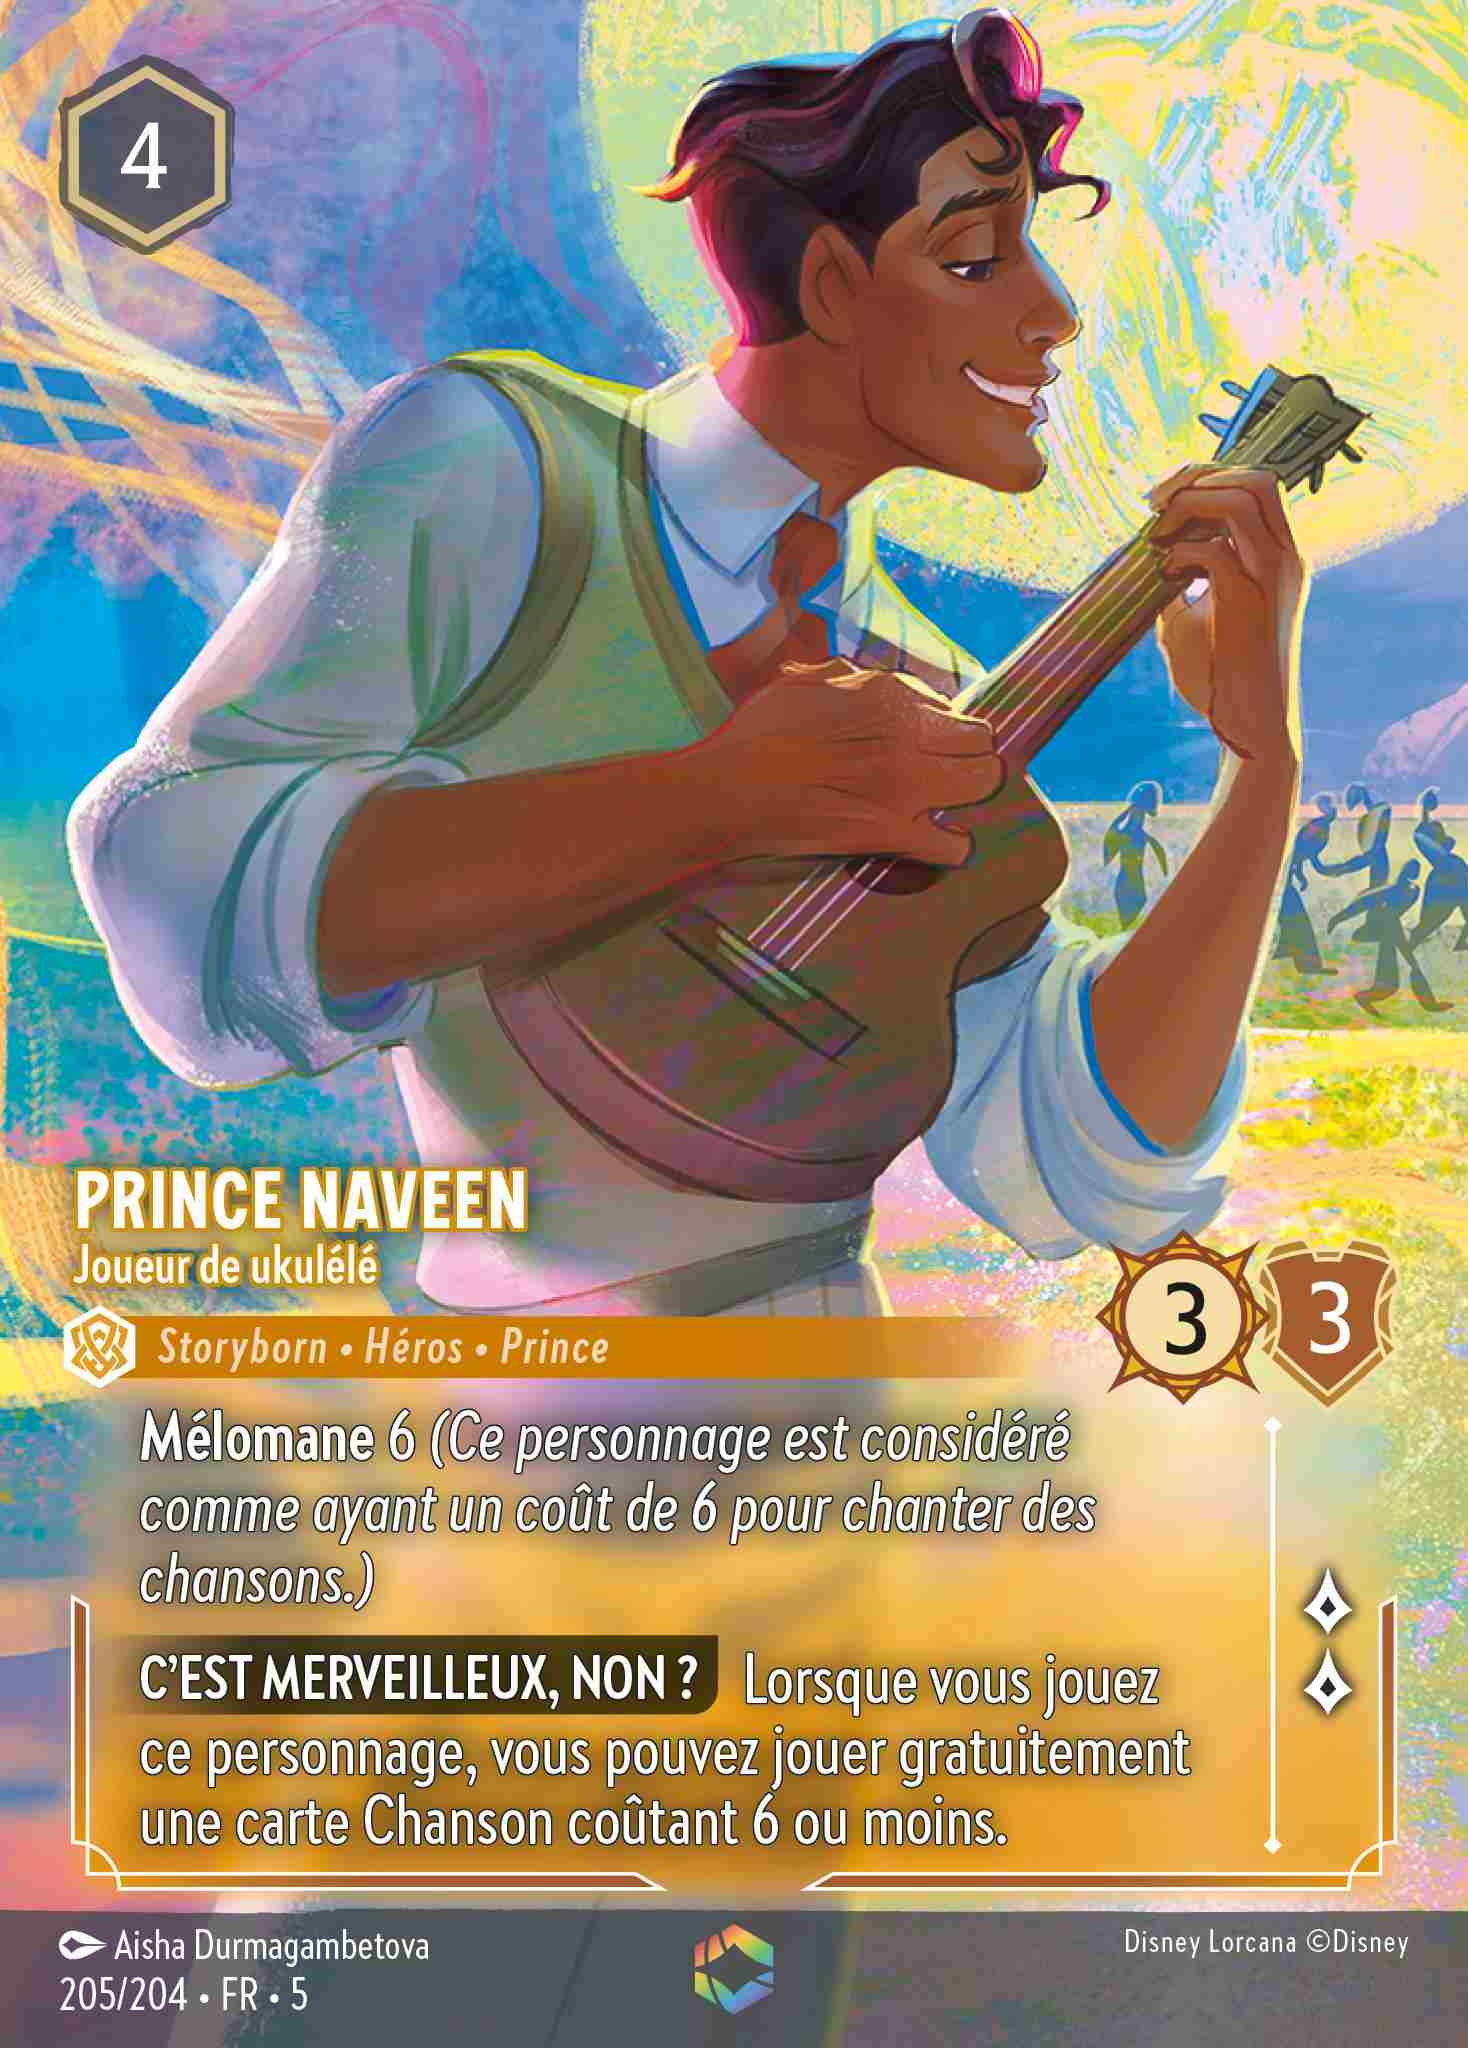 4
PRINCE NAVEEN
Joueur de ukulélé
3 3
Storyborn • Héros • Prince
Mélomane 6 (Ce personnage est considéré
comme ayant un coût de 6 pour chanter des
chansons.)
C'EST MERVEILLEUX, NON ? Lorsque vous jouez
ce personnage, vous pouvez jouer gratuitement
une carte Chanson coûtant 6 ou moins.
Aisha Durmagambetova
Disney Lorcana ©Disney
205/204 • FR • 5